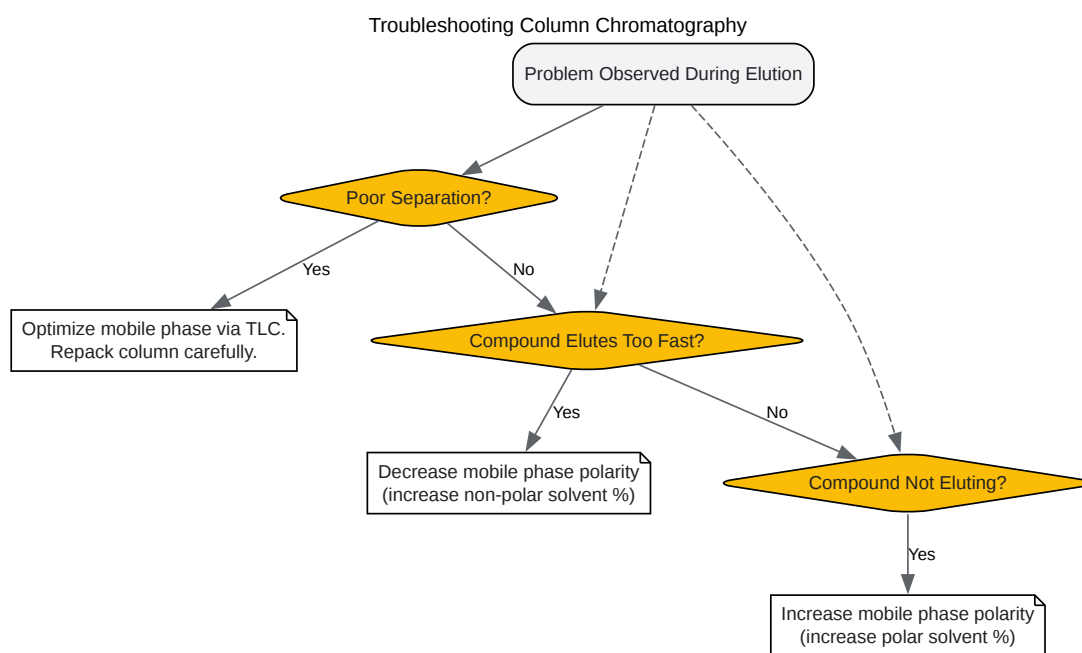 Troubleshooting Column Chromatography
Problem Observed During Elution
Poor Separation?
Yes
No
Optimize mobile phase via TLC.
Repack column carefully.
Compound Elutes Too Fast?
Yes
No
Decrease mobile phase polarity
(increase non-polar solvent %)
Compound Not Eluting?
Yes
Increase mobile phase polarity
(increase polar solvent %)